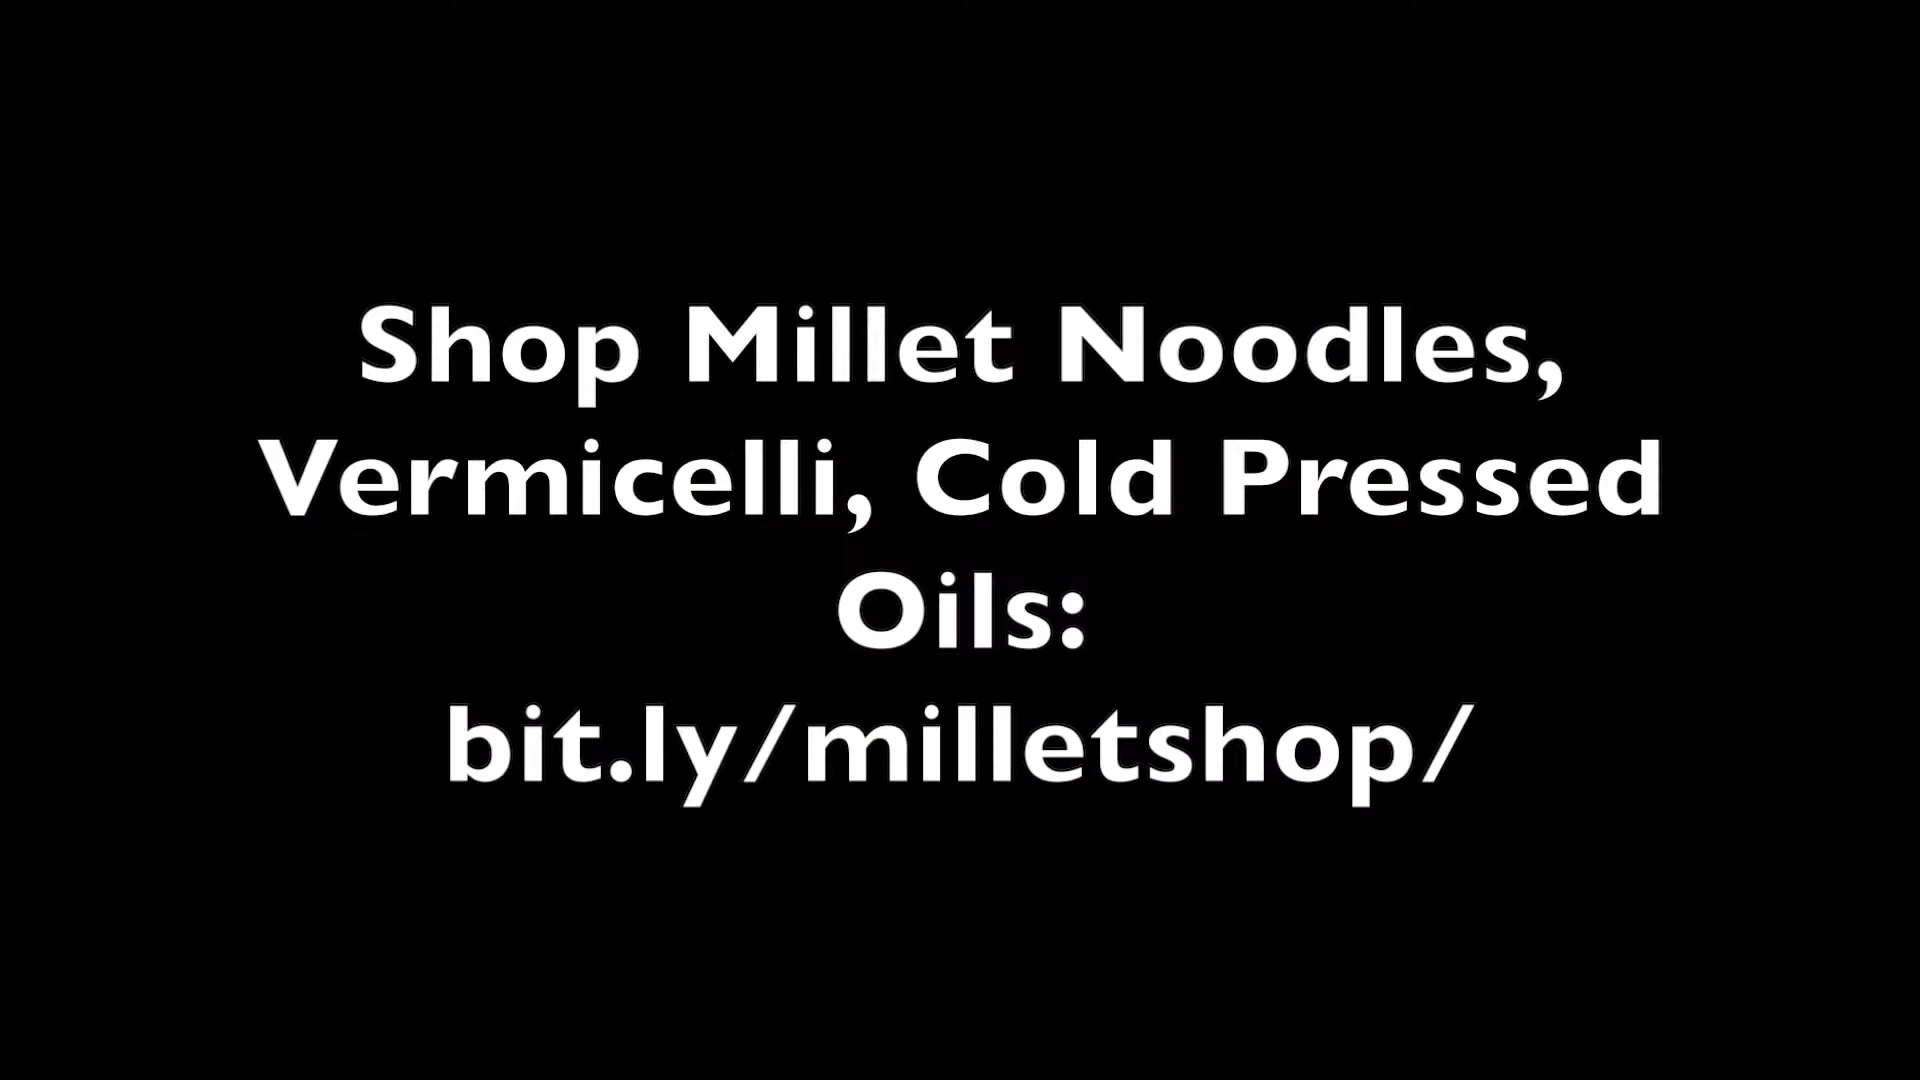 Shop Millet Noodles,
Vermicelli, Cold Pressed
Oils:
bit.ly/milletshop/